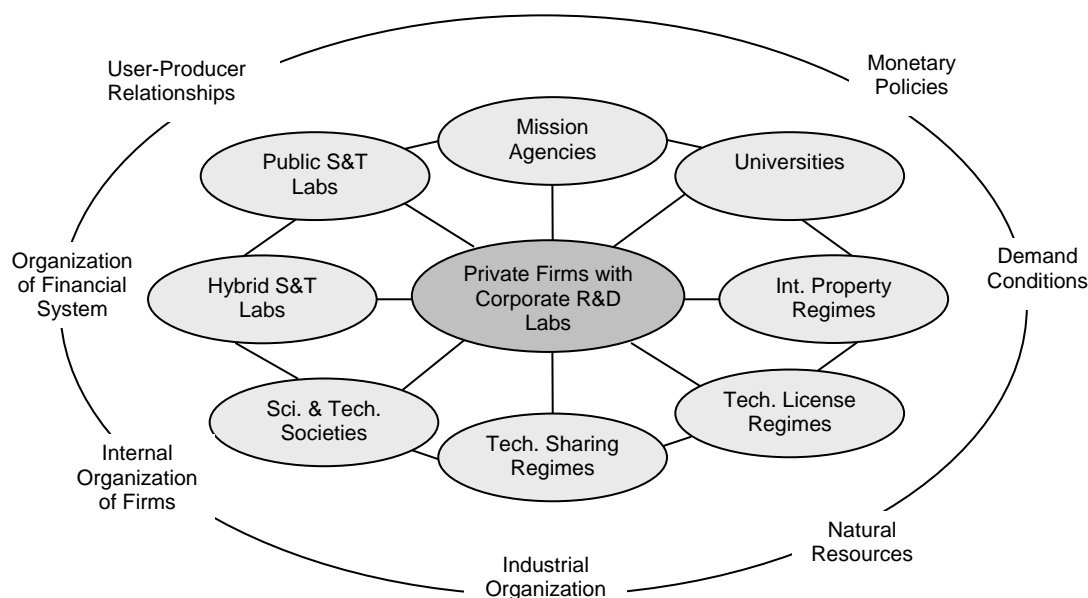 User-Producer
Relationships
Monetary
Policies
Mission
Agencies
Public S&T
Labs
Universities
Organization
of Financial
System
Hybrid S&T
Labs
Private Firms with
Corporate R&D
Labs
Int. Property
Regimes
Demand
Conditions
Sci. & Tech.
Societies
Tech. Sharing
Regimes
Tech. License
Regimes
Internal
Organization
of Firms
Industrial
Organization
Natural
Resources